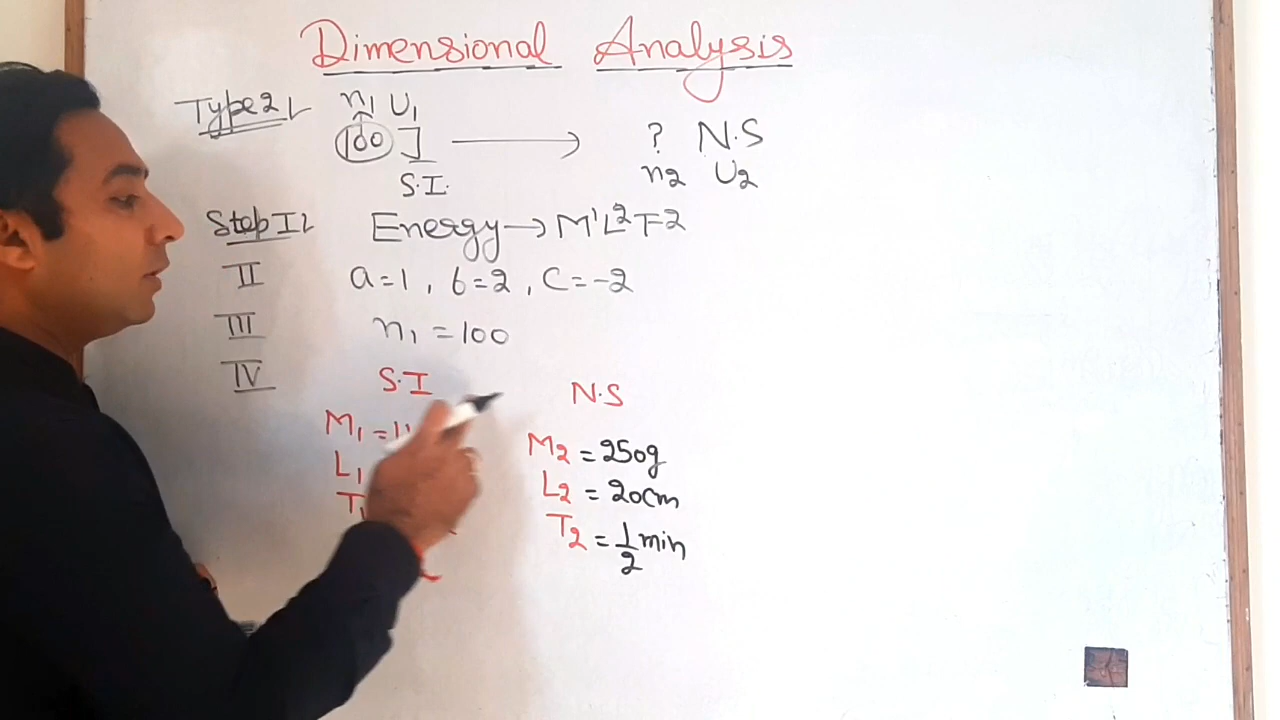 Dimensional Analysis
Type 2 n1 U1
100 J ? N.S
S.I. n2 U2
Step I Energy → M¹L²T-2
II a=1, b=2, c=-2
III n1 = 100
IV S.I N.S
M1 = M2 = 250g
L1 L2 = 20cm
T1 T2 = 1/2 min